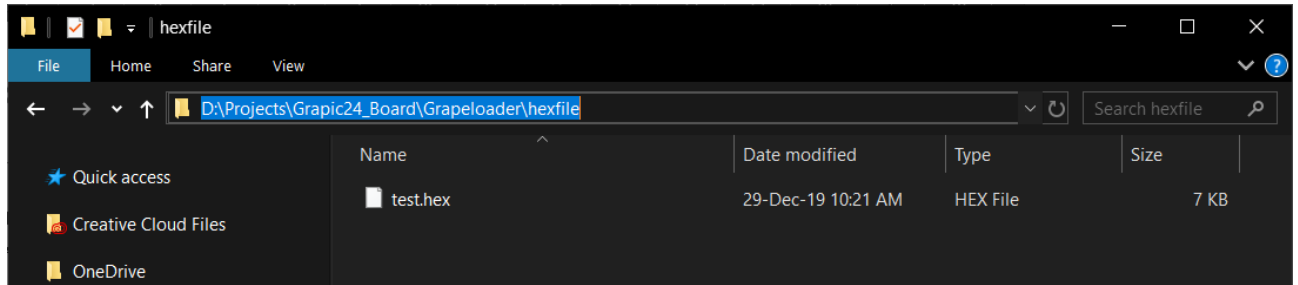 hexfile
File Home Share View
D:\Projects\Grapic24_Board\Grapeloader\hexfile Search hexfile
Name Date modified Type Size
Quick access
test.hex 29-Dec-19 10:21 AM HEX File 7 KB
Creative Cloud Files
OneDrive